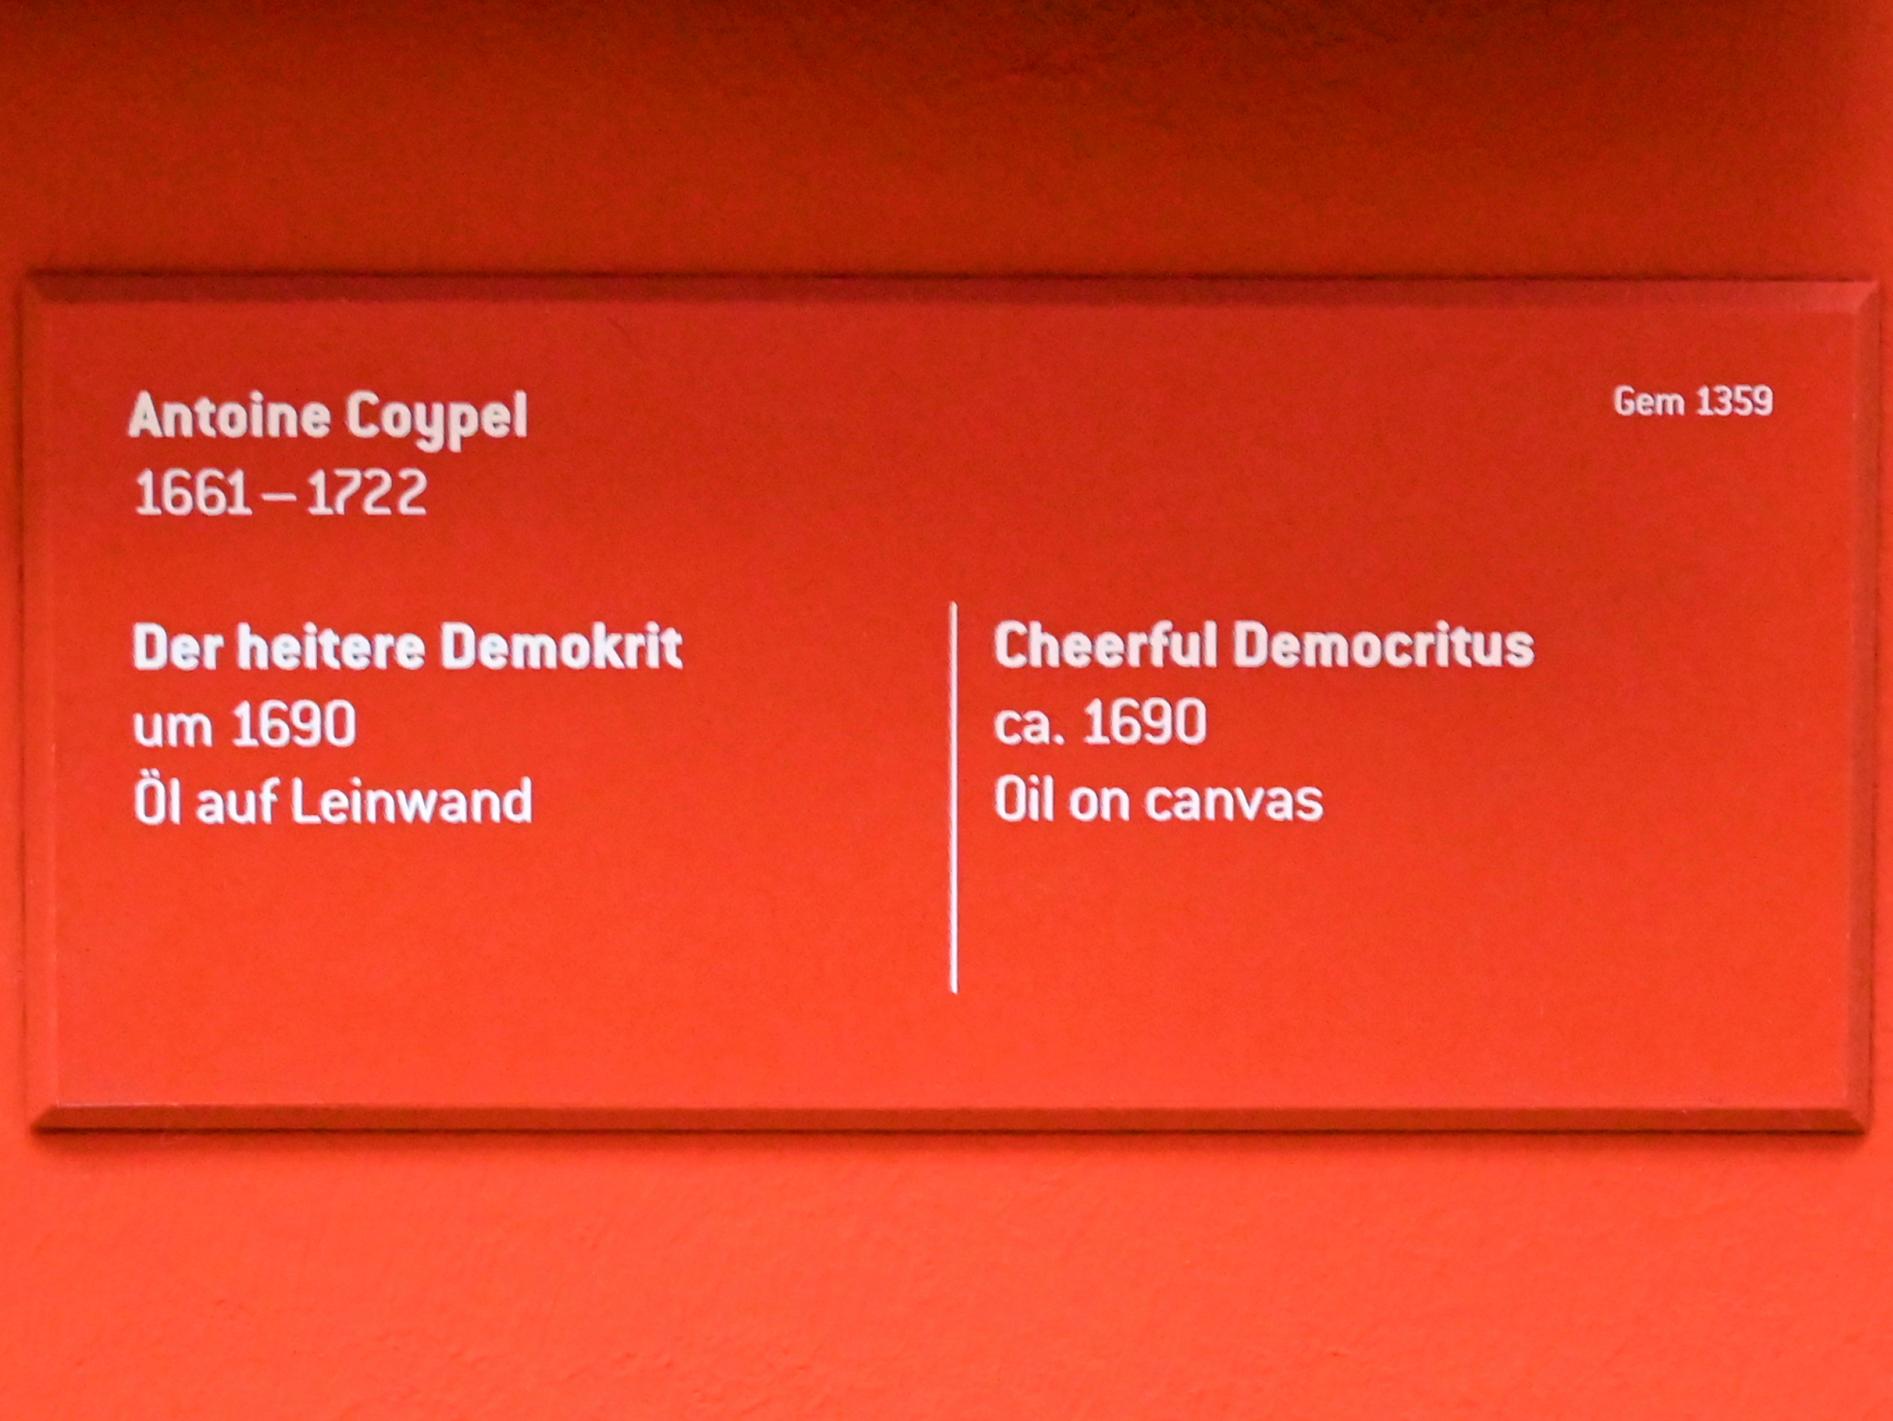 Antoine Coypel
1661 – 1722
Gem 1359
Der heitere Demokrit
um 1690
Öl auf Leinwand
Cheerful Democritus
ca. 1690
Oil on canvas